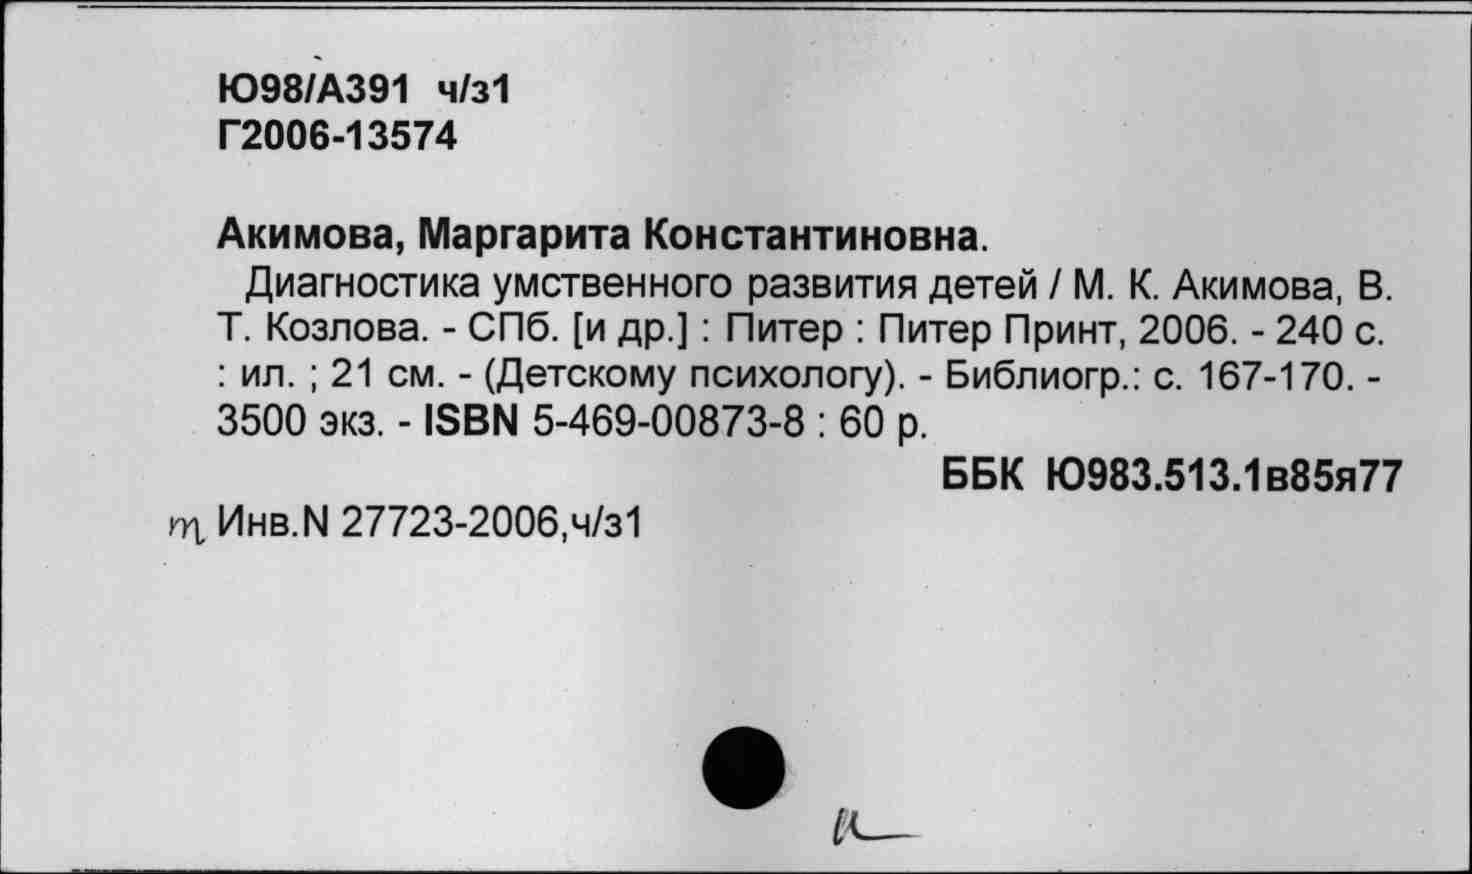 Ю98/А391 ч/з1
Г2006-13574
Акимова, Маргарита Константиновна.
Диагностика умственного развития детей / М. К. Акимова, В.
Т. Козлова. - СПб. [и др.] : Питер : Питер Принт, 2006. - 240 с.
: ил. ; 21 см. - (Детскому психологу). - Библиогр.: с. 167-170. -
3500 экз. - ISBN 5-469-00873-8 : 60 р.
ББК Ю983.513.1в85я77
Инв.N 27723-2006,ч/з1